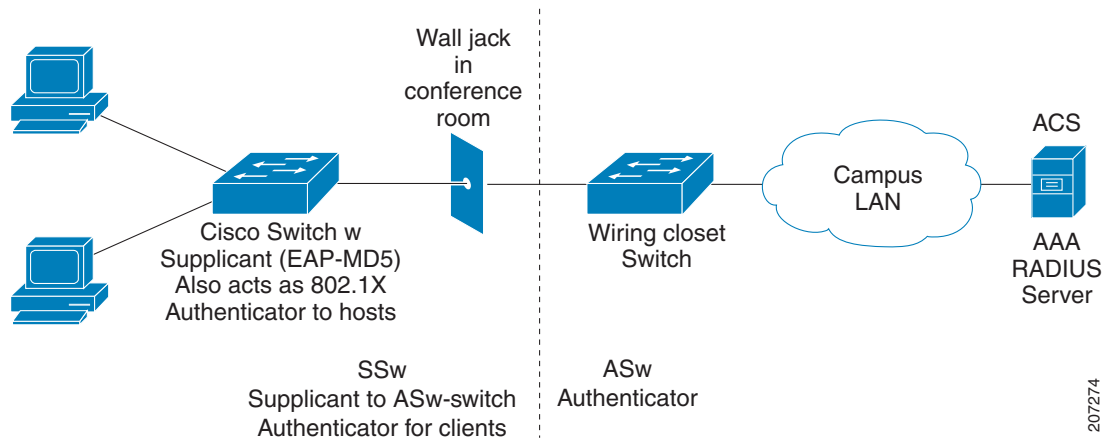 Wall jack
in
conference
room
ACS
Campus
LAN
Cisco Switch w
Supplicant (EAP-MD5)
Also acts as 802.1X
Authenticator to hosts
Wiring closet
Switch
AAA
RADIUS
Server
SSw
Supplicant to ASw-switch
Authenticator for clients
ASw
Authenticator
207274